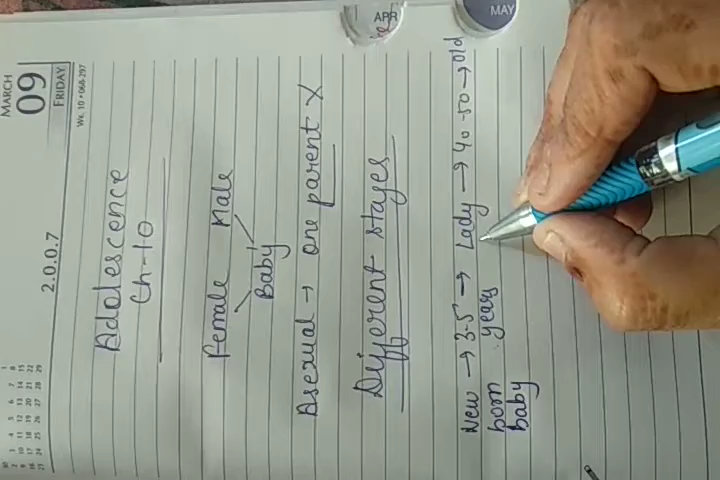 MARCH
09
FRIDAY
Wk. 10 • 068-297
2.0.0.7
APR
MAY
Adolescence
Ch-10
Female Male
Baby
Asexual → one parent X
Different stages
New → 3-5 → Lady → 40-50 → Old
born years
baby